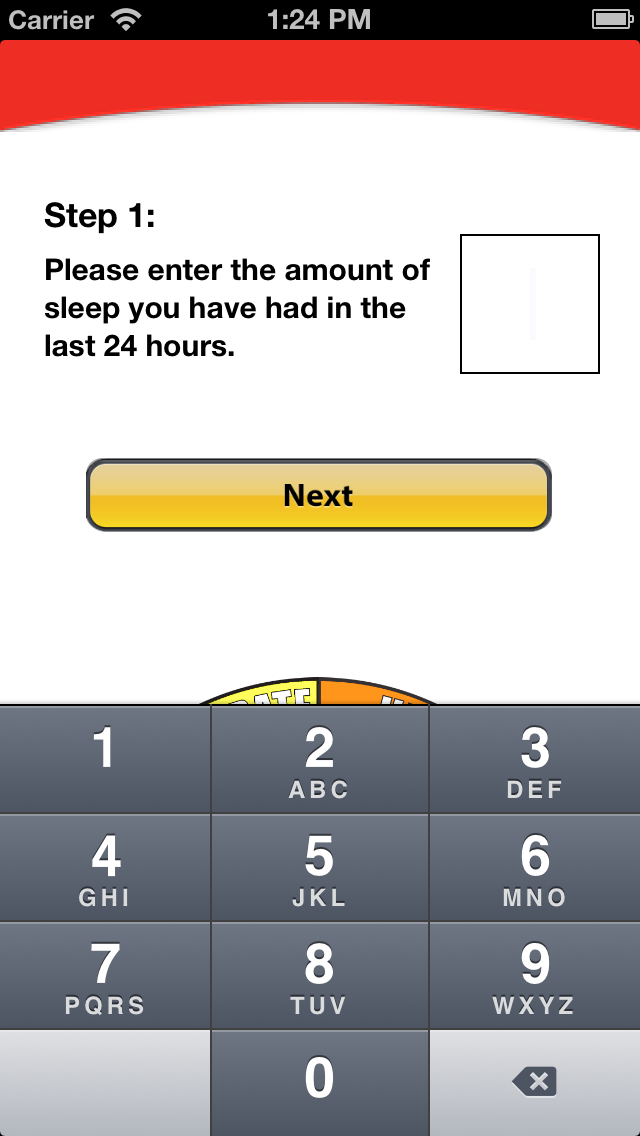 Carrier 1:24 PM
Step 1:
Please enter the amount of
sleep you have had in the
last 24 hours.
Next
1
2
3
ABC
DEF
4
5
6
GHI
JKL
MNO
7
8
9
PQRS
TUV
WXYZ
0